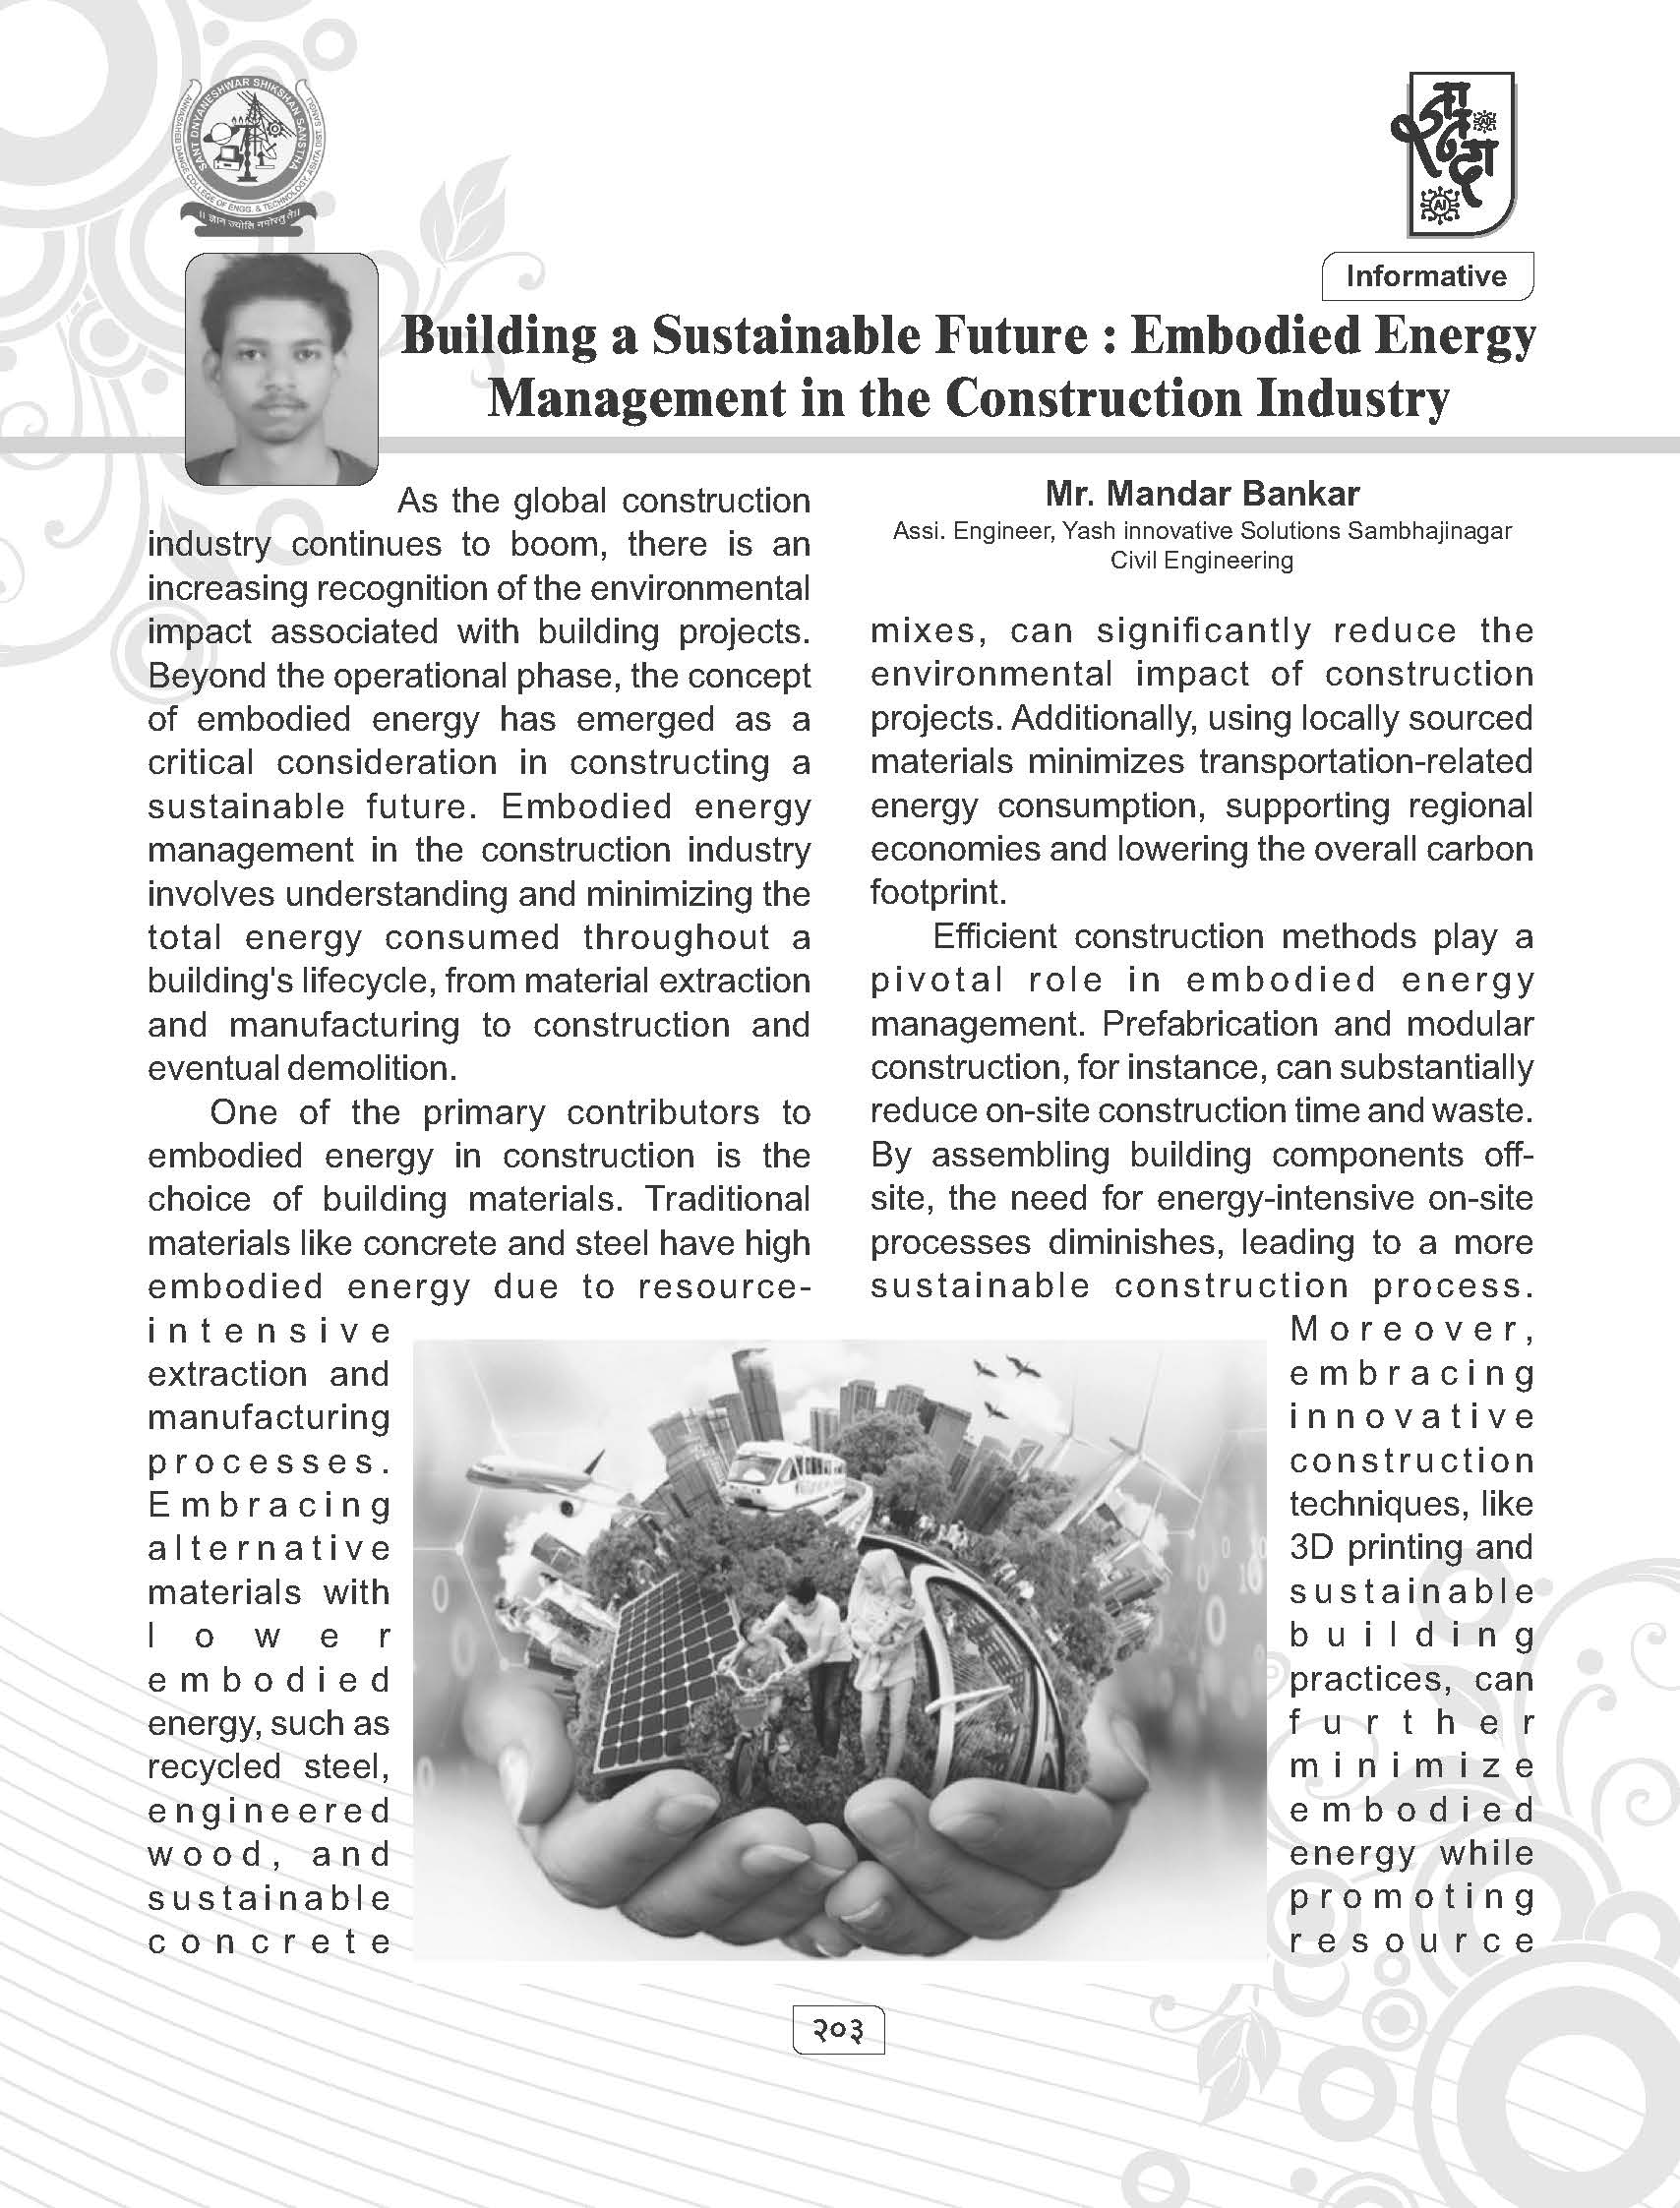 SANT DNYANESHWAR SHIKSHAN SANSTHA
ANNASAHEB DANGE COLLEGE OF ENGG. & TECHNOLOGY, ASHTA DIST. SANGLI
AI
AI
Informative
Building a Sustainable Future : Embodied Energy
Management in the Construction Industry
As the global construction
industry continues to boom, there is an
increasing recognition of the environmental
impact associated with building projects.
Beyond the operational phase, the concept
of embodied energy has emerged as a
critical consideration in constructing a
sustainable future. Embodied energy
management in the construction industry
involves understanding and minimizing the
total energy consumed throughout a
building's lifecycle, from material extraction
and manufacturing to construction and
eventual demolition.
One of the primary contributors to
embodied energy in construction is the
choice of building materials. Traditional
materials like concrete and steel have high
embodied energy due to resource-
intensive
extraction and
manufacturing
processes.
Embracing
alternative
materials with
lower
embodied
energy, such as
recycled steel,
engineered
wood, and
sustainable
concrete
Mr. Mandar Bankar
Assi. Engineer, Yash innovative Solutions Sambhajinagar
Civil Engineering
mixes, can significantly reduce the
environmental impact of construction
projects. Additionally, using locally sourced
materials minimizes transportation-related
energy consumption, supporting regional
economies and lowering the overall carbon
footprint.
Efficient construction methods play a
pivotal role in embodied energy
management. Prefabrication and modular
construction, for instance, can substantially
reduce on-site construction time and waste.
By assembling building components off-
site, the need for energy-intensive on-site
processes diminishes, leading to a more
sustainable construction process.
Moreover,
embracing
innovative
construction
techniques, like
3D printing and
sustainable
building
practices, can
further
minimize
embodied
energy while
promoting
resource
२०३